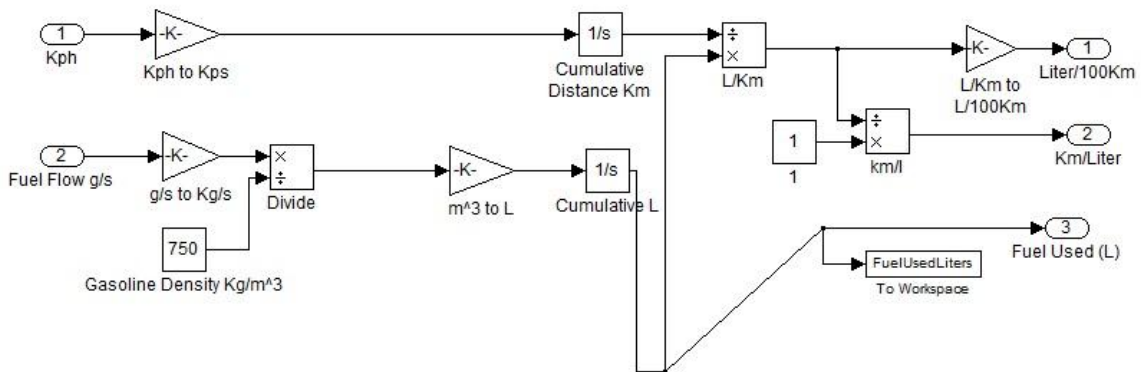 1
Kph
-K-
Kph to Kps
1/s
Cumulative
Distance Km
÷
×
L/Km
K-
L/Km to
L/100Km
1
Liter/100Km
1
1
÷
×
km/l
2
Km/Liter
2
Fuel Flow g/s
-K-
g/s to Kg/s
×
÷
Divide
750
Gasoline Density Kg/m^3
-K-
m^3 to L
1/s
Cumulative L
3
Fuel Used (L)
FuelUsedLiters
To Workspace